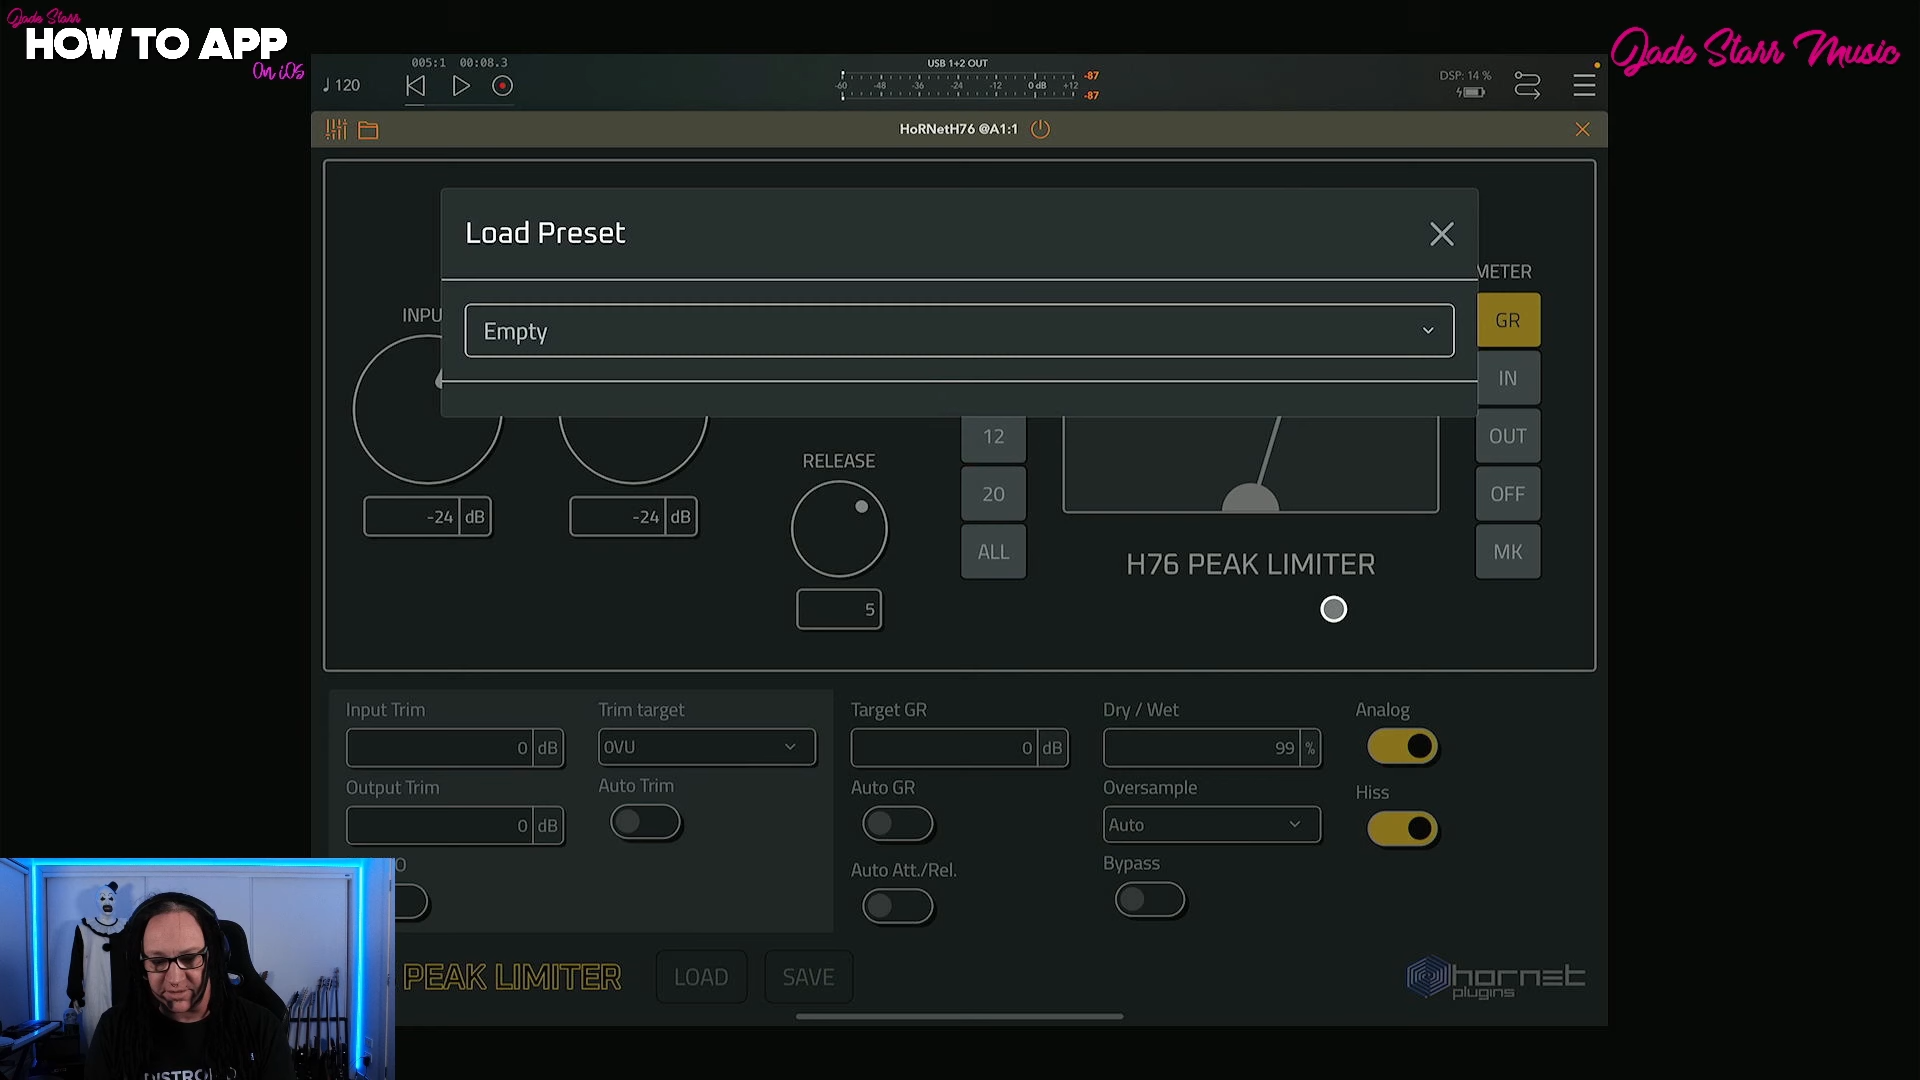 Jade Starr
HOW TO APP
On iOS
Jade Starr Music
120
005:1 00:08.3
USB 1+2 OUT
-60 -48 -36 -24 -12 0 dB +12
-87
-87
DSP: 14 %
HoRNetH76 @A1:1
Load Preset
Empty
METER
GR
IN
OUT
OFF
MK
INPU
-24 dB
-24 dB
RELEASE
5
12
20
ALL
H76 PEAK LIMITER
Input Trim
0 dB
Output Trim
0 dB
O
Trim target
0VU
Auto Trim
Target GR
0 dB
Auto GR
Auto Att./Rel.
Dry / Wet
99 %
Oversample
Auto
Bypass
Analog
Hiss
PEAK LIMITER
LOAD
SAVE
hornet
plugins